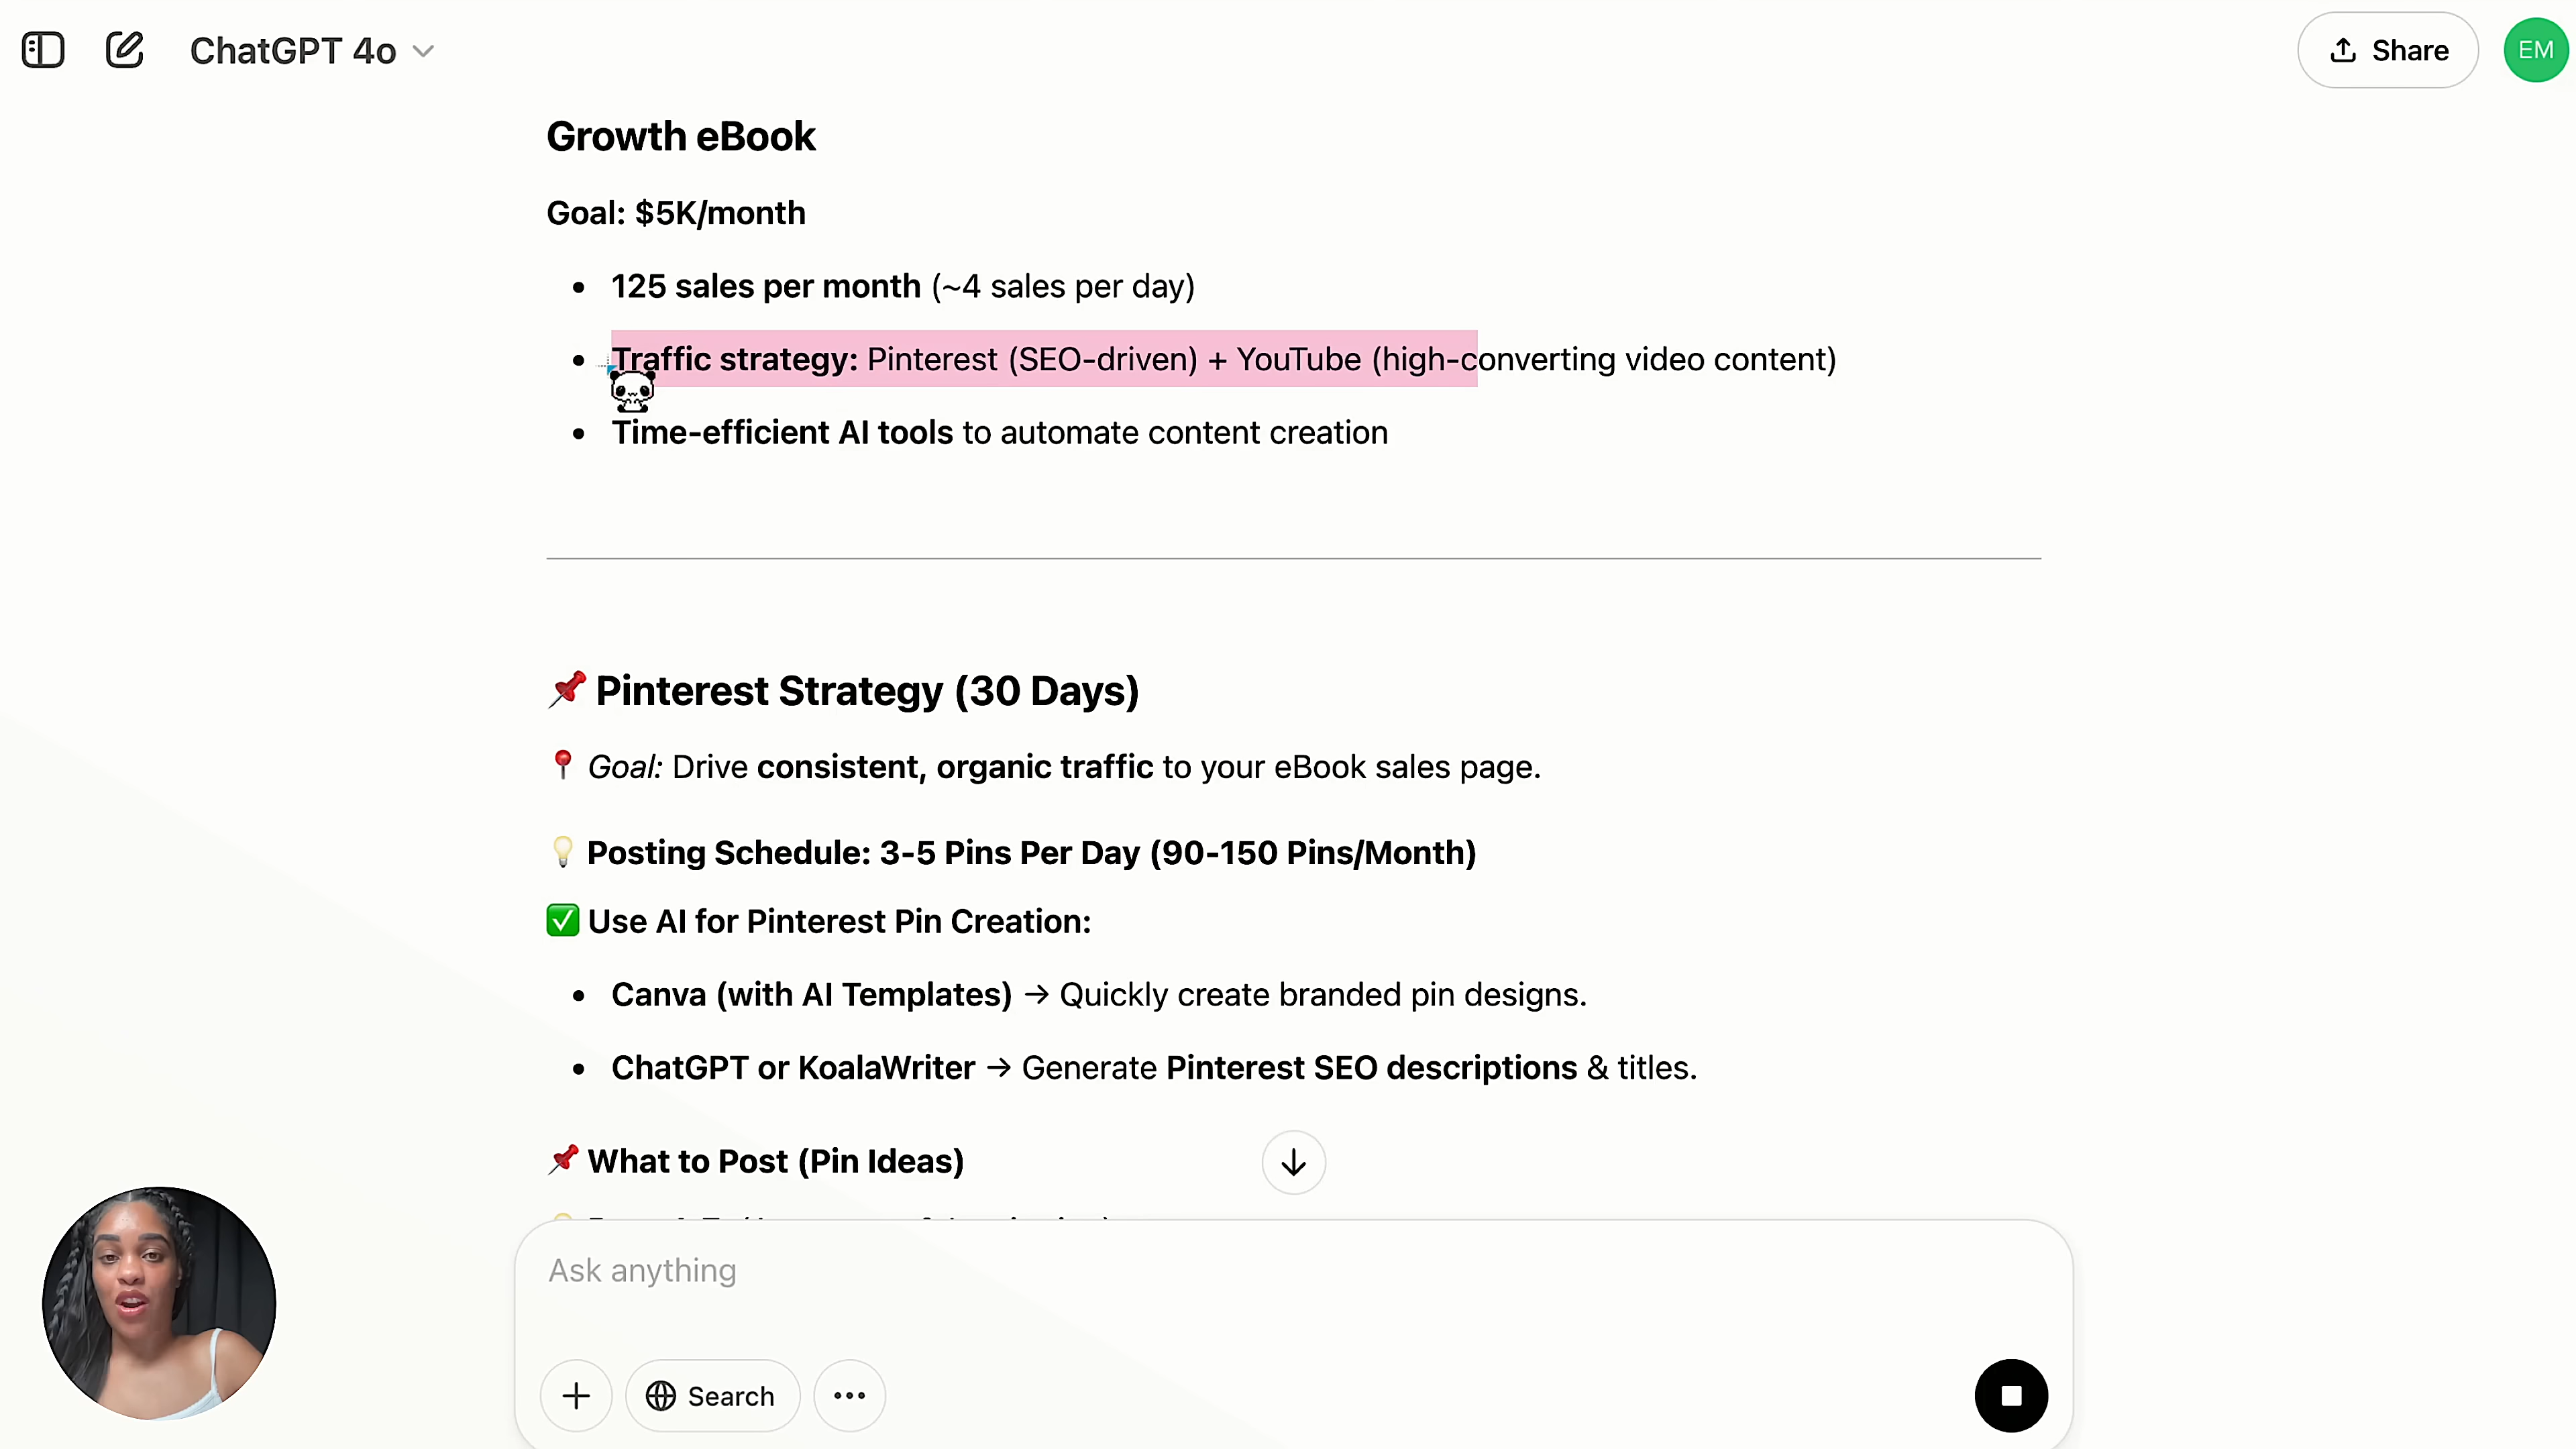 ChatGPT 4o
Share
EM
Growth eBook
Goal: $5K/month
• 125 sales per month (~4 sales per day)
• Traffic strategy: Pinterest (SEO-driven) + YouTube (high-converting video content)
• Time-efficient AI tools to automate content creation
📌 Pinterest Strategy (30 Days)
📍 Goal: Drive consistent, organic traffic to your eBook sales page.
💡 Posting Schedule: 3-5 Pins Per Day (90-150 Pins/Month)
✅ Use AI for Pinterest Pin Creation:
• Canva (with AI Templates) → Quickly create branded pin designs.
• ChatGPT or KoalaWriter → Generate Pinterest SEO descriptions & titles.
📌 What to Post (Pin Ideas)
Ask anything
Search